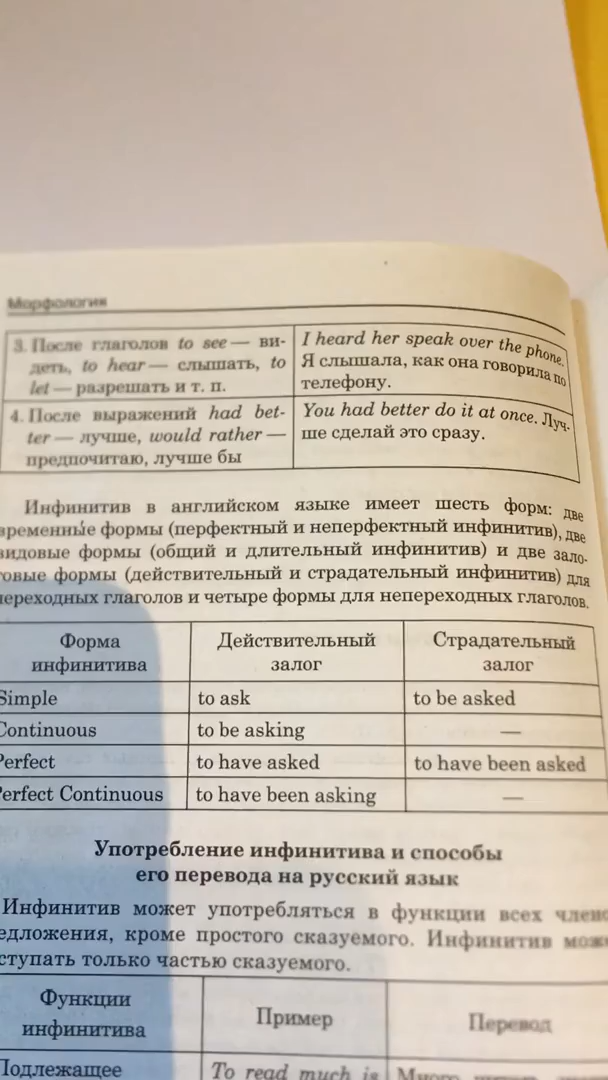 Морфология
3. После глаголов to see — ви-
деть, to hear — слышать, to
let — разрешать и т. п.
I heard her speak over the phone.
Я слышала, как она говорила по
телефону.
4. После выражений had bet-
ter — лучше, would rather —
предпочитаю, лучше бы
You had better do it at once. Луч-
ше сделай это сразу.
Инфинитив в английском языке имеет шесть форм: две
временные формы (перфектный и неперфектный инфинитив), две
видовые формы (общий и длительный инфинитив) и две зало-
говые формы (действительный и страдательный инфинитив) для
переходных глаголов и четыре формы для непереходных глаголов.
Форма
инфинитива
Действительный
залог
Страдательный
залог
Simple to ask to be asked
Continuous to be asking —
Perfect to have asked to have been asked
Perfect Continuous to have been asking —
Употребление инфинитива и способы
его перевода на русский язык
Инфинитив может употребляться в функции всех члено
едложения, кроме простого сказуемого. Инфинитив може
ступать только частью сказуемого.
Функции
инфинитива
Пример
Перевод
Подлежащее To read much is Много